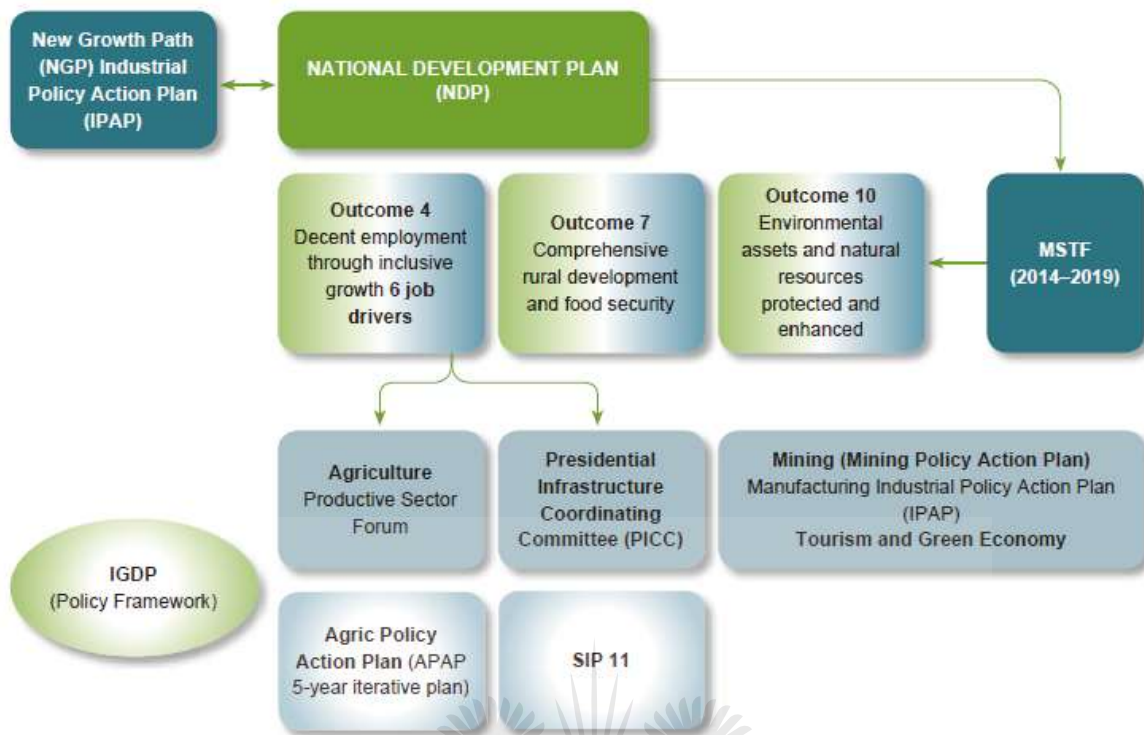 New Growth Path
(NGP) Industrial
Policy Action Plan
(IPAP)
NATIONAL DEVELOPMENT PLAN
(NDP)
Outcome 4
Decent employment
through inclusive
growth 6 job
drivers
Outcome 7
Comprehensive
rural development
and food security
Outcome 10
Environmental
assets and natural
resources
protected and
enhanced
MSTF
(2014–2019)
Agriculture
Productive Sector
Forum
Presidential
Infrastructure
Coordinating
Committee (PICC)
Mining (Mining Policy Action Plan)
Manufacturing Industrial Policy Action Plan
(IPAP)
Tourism and Green Economy
IGDP
(Policy Framework)
Agric Policy
Action Plan (APAP
5-year iterative plan)
SIP 11